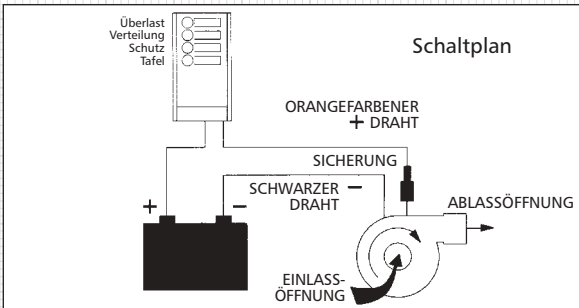 Überlast
Verteilung
Schutz
Tafel
Schaltplan
ORANGEFARBENER
+ DRAHT
SICHERUNG
SCHWARZER −
DRAHT
ABLASSÖFFNUNG
+ −
EINLASS-
ÖFFNUNG